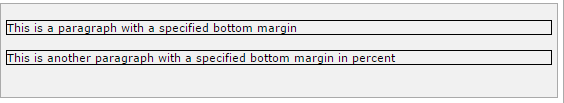 This is a paragraph with a specified bottom margin
This is another paragraph with a specified bottom margin in percent